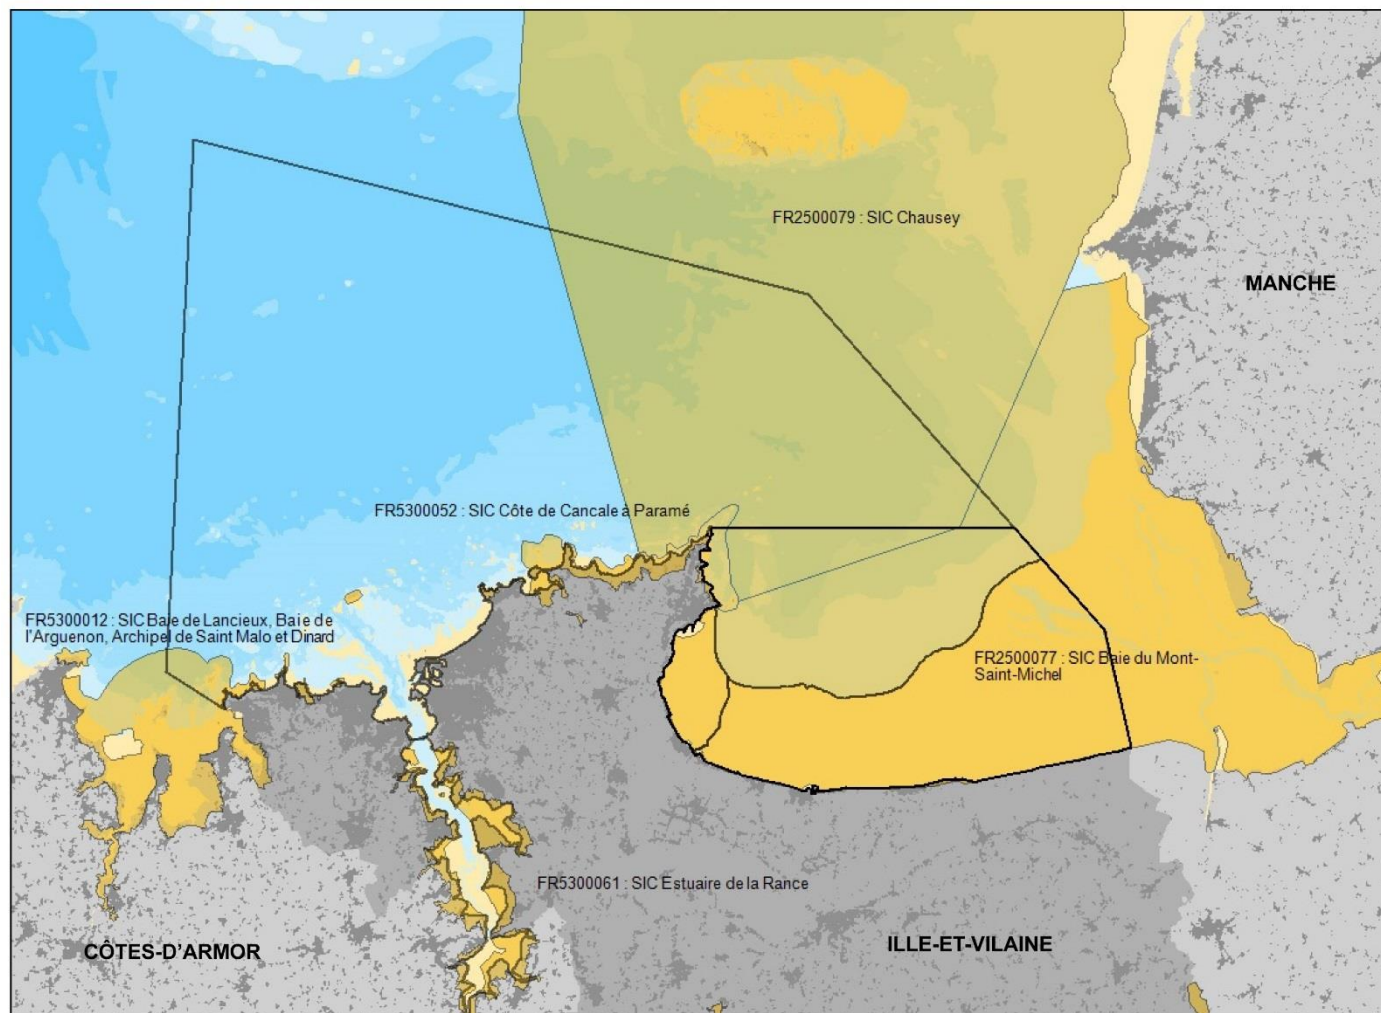 FR2500079 : SIC Chausey
MANCHE
FR5300052 : SIC Côte de Cancale à Paramé
FR5300012 : SIC Baie de Lancieux, Baie de
l'Arguenon, Archipel de Saint Malo et Dinard
FR2500077 : SIC Baie du Mont-
Saint-Michel
FR5300061 : SIC Estuaire de la Rance
CÔTES-D'ARMOR
ILLE-ET-VILAINE